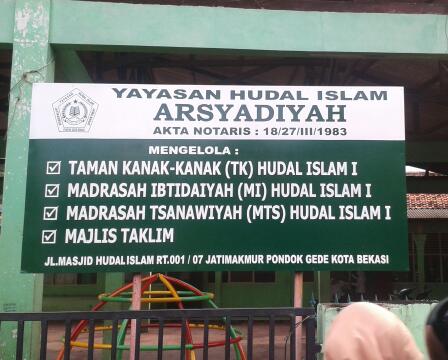 YAYASAN HUDAL ISLAM
ARSYADIYAH
AKTA NOTARIS : 18/27/III/1983
MENGELOLA :
TAMAN KANAK-KANAK (TK) HUDAL ISLAM I
MADRASAH IBTIDAIYAH (MI) HUDAL ISLAM I
MADRASAH TSANAWIYAH (MTS) HUDAL ISLAM I
MAJLIS TAKLIM
JL.MASJID HUDAL ISLAM RT.001 / 07 JATIMAKMUR PONDOK GEDE KOTA BEKASI